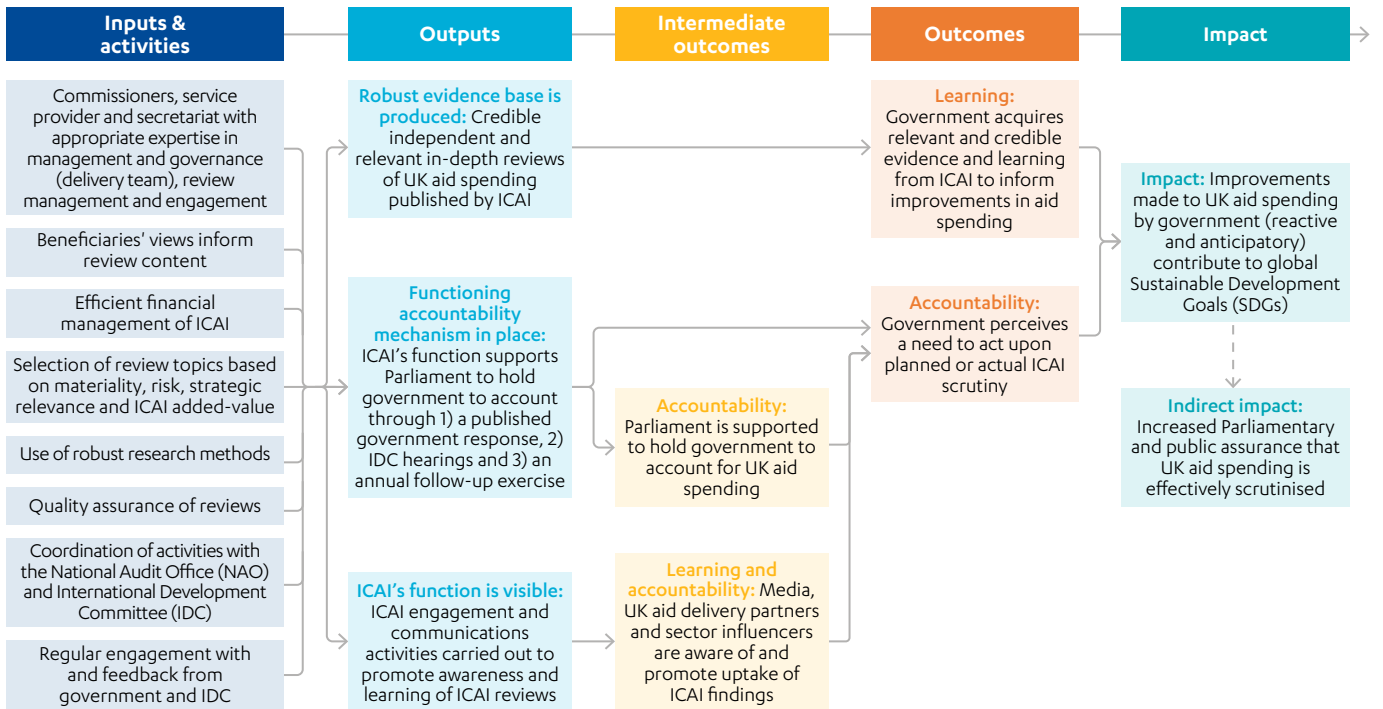 Inputs &
activities
Outputs
Intermediate
outcomes
Outcomes
Impact
Commissioners, service
provider and secretariat with
appropriate expertise in
management and governance
(delivery team), review
management and engagement
Beneficiaries' views inform
review content
Efficient financial
management of ICAI
Selection of review topics based
on materiality, risk, strategic
relevance and ICAI added-value
Use of robust research methods
Quality assurance of reviews
Coordination of activities with
the National Audit Office (NAO)
and International Development
Committee (IDC)
Regular engagement with
and feedback from
government and IDC
Robust evidence base is
produced: Credible
independent and
relevant in-depth reviews
of UK aid spending
published by ICAI
Functioning
accountability
mechanism in place:
ICAI’s function supports
Parliament to hold
government to account
through 1) a published
government response, 2)
IDC hearings and 3) an
annual follow-up exercise
ICAI’s function is visible:
ICAI engagement and
communications
activities carried out to
promote awareness and
learning of ICAI reviews
Accountability:
Parliament is supported
to hold government to
account for UK aid
spending
Learning and
accountability: Media,
UK aid delivery partners
and sector influencers
are aware of and
promote uptake of
ICAI findings
Learning:
Government acquires
relevant and credible
evidence and learning
from ICAI to inform
improvements in aid
spending
Accountability:
Government perceives
a need to act upon
planned or actual ICAI
scrutiny
Impact: Improvements
made to UK aid spending
by government (reactive
and anticipatory)
contribute to global
Sustainable Development
Goals (SDGs)
Indirect impact:
Increased Parliamentary
and public assurance that
UK aid spending is
effectively scrutinised